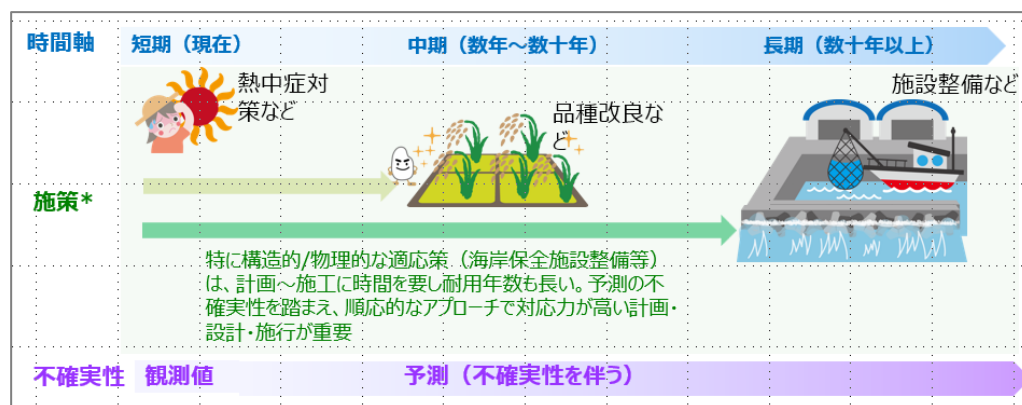 時間軸
短期（現在）
中期（数年～数十年）
長期（数十年以上）
熱中症対
策など
品種改良な
ど
施設整備など
施策*
特に構造的/物理的な適応策（海岸保全施設整備等）
は、計画～施工に時間を要し耐用年数も長い。予測の不
確実性を踏まえ、順応的なアプローチで対応力が高い計画・
設計・施行が重要
不確実性
観測値
予測（不確実性を伴う）